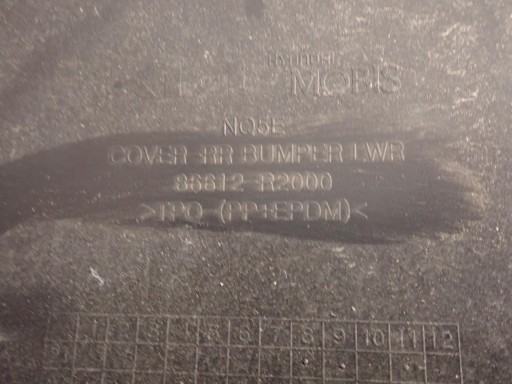 HYUNDAI
MOBIS
NQ5E
COVER-RR BUMPER LWR
86612-R2000
>TPO-(PP+EPDM)<
1 2 3 4 5 6 7 8 9 10 11 12